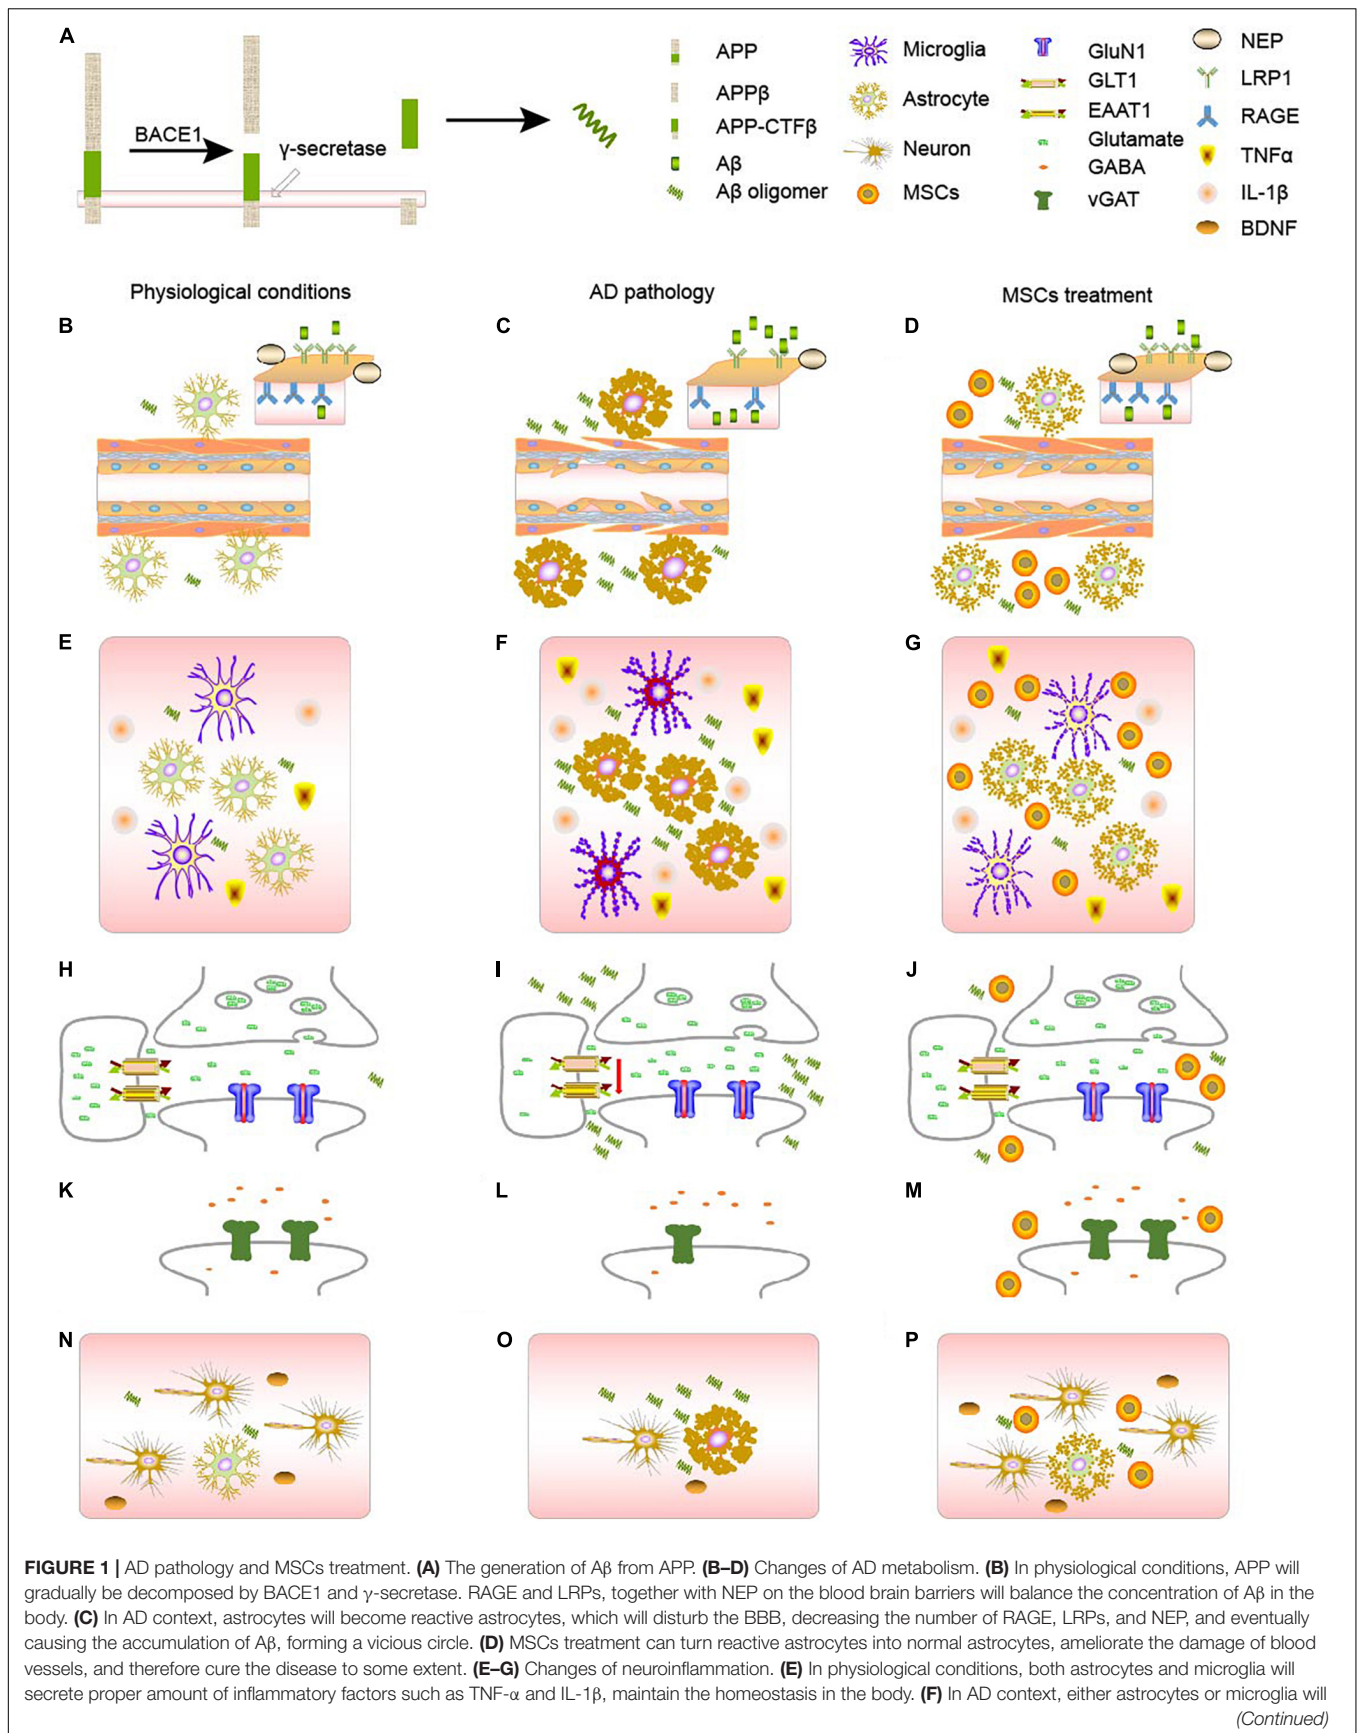 A
BACE1
γ-secretase
APP
APPβ
APP-CTFβ
Aβ
Aβ oligomer
Microglia
Astrocyte
Neuron
MSCs
GluN1
GLT1
EAAT1
Glutamate
GABA
vGAT
NEP
LRP1
RAGE
TNFα
IL-1β
BDNF
Physiological conditions
AD pathology
MSCs treatment
B
C
D
E
F
G
H
I
J
K
L
M
N
O
P
FIGURE 1 | AD pathology and MSCs treatment. (A) The generation of Aβ from APP. (B–D) Changes of AD metabolism. (B) In physiological conditions, APP will
gradually be decomposed by BACE1 and γ-secretase. RAGE and LRPs, together with NEP on the blood brain barriers will balance the concentration of Aβ in the
body. (C) In AD context, astrocytes will become reactive astrocytes, which will disturb the BBB, decreasing the number of RAGE, LRPs, and NEP, and eventually
causing the accumulation of Aβ, forming a vicious circle. (D) MSCs treatment can turn reactive astrocytes into normal astrocytes, ameliorate the damage of blood
vessels, and therefore cure the disease to some extent. (E–G) Changes of neuroinflammation. (E) In physiological conditions, both astrocytes and microglia will
secrete proper amount of inflammatory factors such as TNF-α and IL-1β, maintain the homeostasis in the body. (F) In AD context, either astrocytes or microglia will
(Continued)